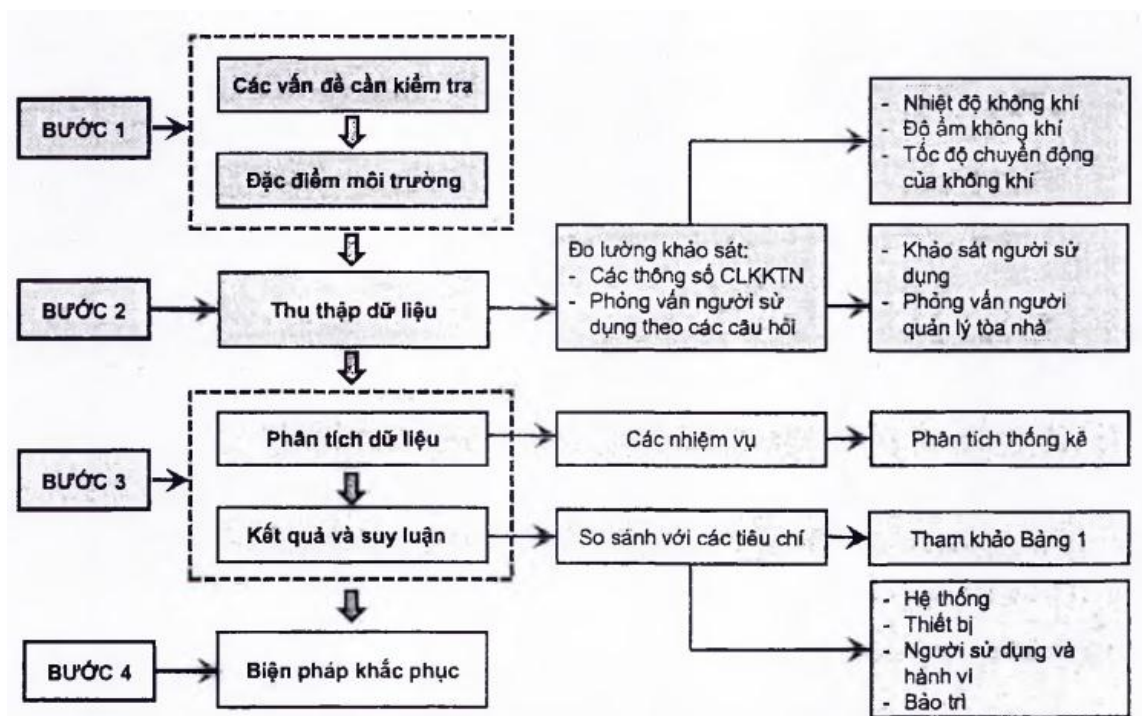 Các vấn đề cần kiểm tra
BƯỚC 1
Đặc điểm môi trường
- Nhiệt độ không khí
- Độ ẩm không khí
- Tốc độ chuyển động
của không khí
BƯỚC 2
Thu thập dữ liệu
Đo lường khảo sát:
- Các thông số CLKKTN
- Phỏng vấn người sử
dụng theo các câu hỏi
- Khảo sát người sử
dụng
- Phỏng vấn người
quản lý tòa nhà
BƯỚC 3
Phân tích dữ liệu
Các nhiệm vụ
Phân tích thống kê
Kết quả và suy luận
So sánh với các tiêu chí
Tham khảo Bảng 1
- Hệ thống
- Thiết bị
- Người sử dụng và
hành vi
- Bảo trì
BƯỚC 4
Biện pháp khắc phục